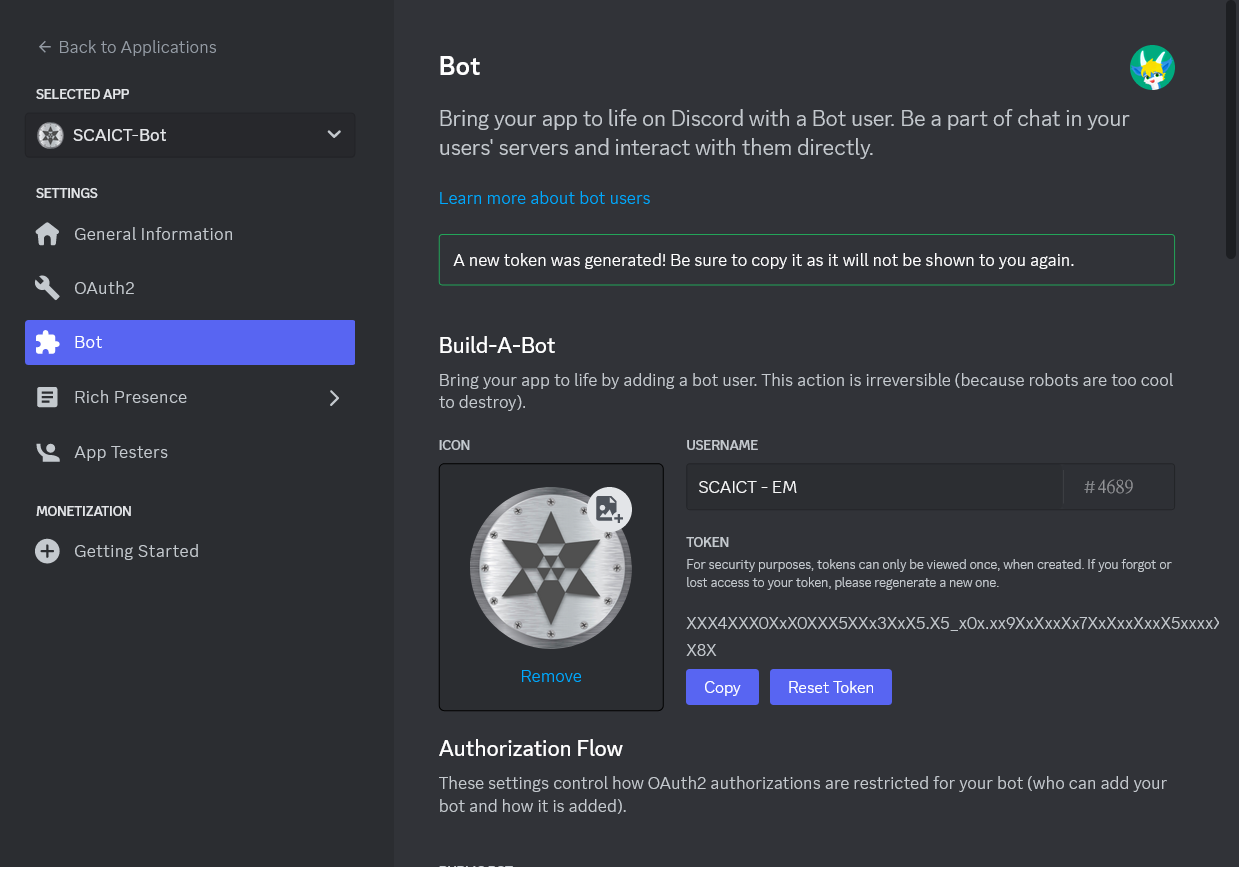 Back to Applications
SELECTED APP
SCAICT-Bot
SETTINGS
General Information
OAuth2
Bot
Rich Presence
App Testers
MONETIZATION
Getting Started
Bot
Bring your app to life on Discord with a Bot user. Be a part of chat in your
users' servers and interact with them directly.
Learn more about bot users
A new token was generated! Be sure to copy it as it will not be shown to you again.
Build-A-Bot
Bring your app to life by adding a bot user. This action is irreversible (because robots are too cool
to destroy).
ICON
Remove
USERNAME
SCAICT - EM
#4689
TOKEN
For security purposes, tokens can only be viewed once, when created. If you forgot or
lost access to your token, please regenerate a new one.
XXX4XXX0XxX0XXX5XXx3XxX5.X5_x0x.xx9XxXxxXx7XxXxxXxxX5xxxxX
X8X
Copy
Reset Token
Authorization Flow
These settings control how OAuth2 authorizations are restricted for your bot (who can add your
bot and how it is added).